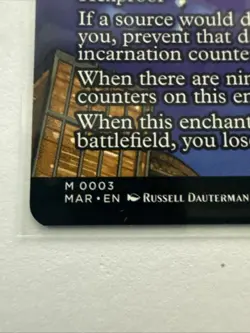 If a source would d
you, prevent that d
incarnation counte
When there are nin
counters on this en
When this enchant
battlefield, you lose
M 0003
MAR • EN RUSSELL DAUTERMAN